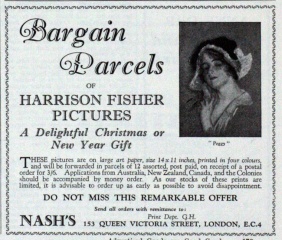 Bargain
Parcels
OF
HARRISON FISHER
PICTURES
A Delightful Christmas or
New Year Gift
THESE pictures are on large art paper, size 14 x 11 inches, printed in four colours,
and will be forwarded in parcels of 12 assorted, post paid, on receipt of a postal
order for 3/6. Applications from Australia, New Zealand, Canada, and the Colonies
should be accompanied by money order. As our stocks of these prints are
limited, it is advisable to order up as early as possible to avoid disappointment.
DO NOT MISS THIS REMARKABLE OFFER
Send all orders with remittance to:
NASH'S Print Dept. G.H.
153 QUEEN VICTORIA STREET, LONDON, E.C.4